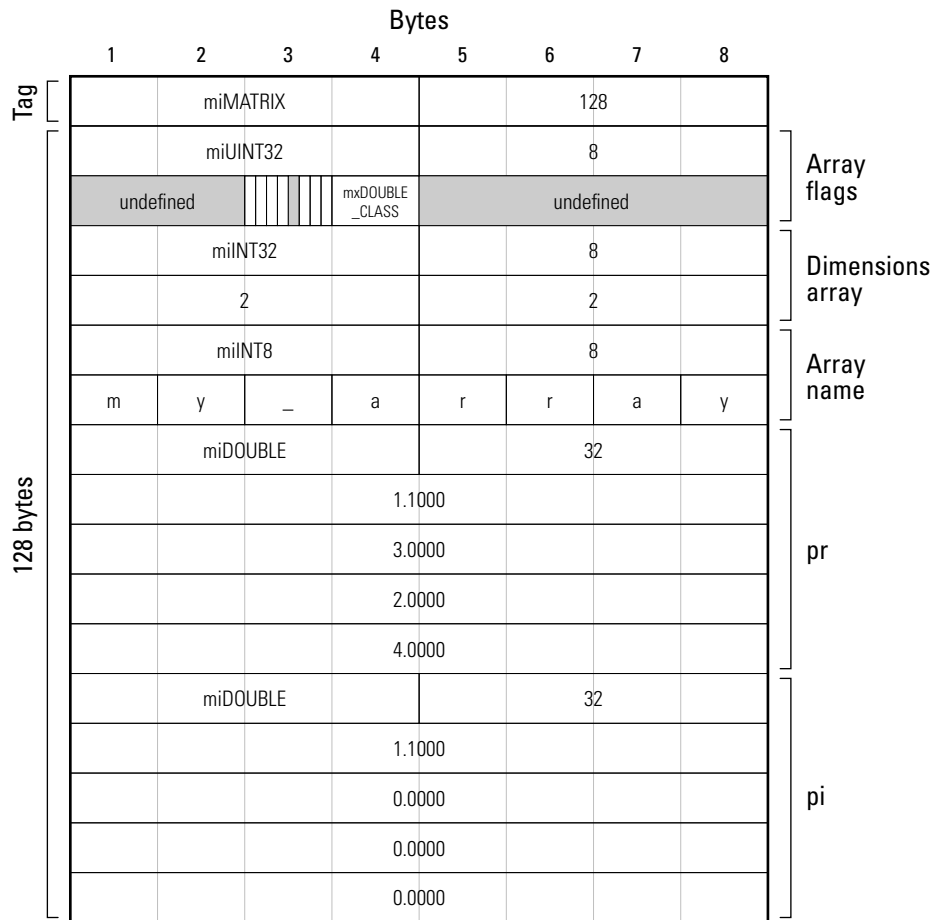 Bytes
1 2 3 4 5 6 7 8
Tag
miMATRIX 128
128 bytes
miUINT32 8
Array
flags
undefined mxDOUBLE
_CLASS undefined
miINT32 8
Dimensions
array
2 2
miINT8 8
Array
name
m y _ a r r a y
miDOUBLE 32
1.1000
3.0000
pr
2.0000
4.0000
miDOUBLE 32
1.1000
0.0000
pi
0.0000
0.0000